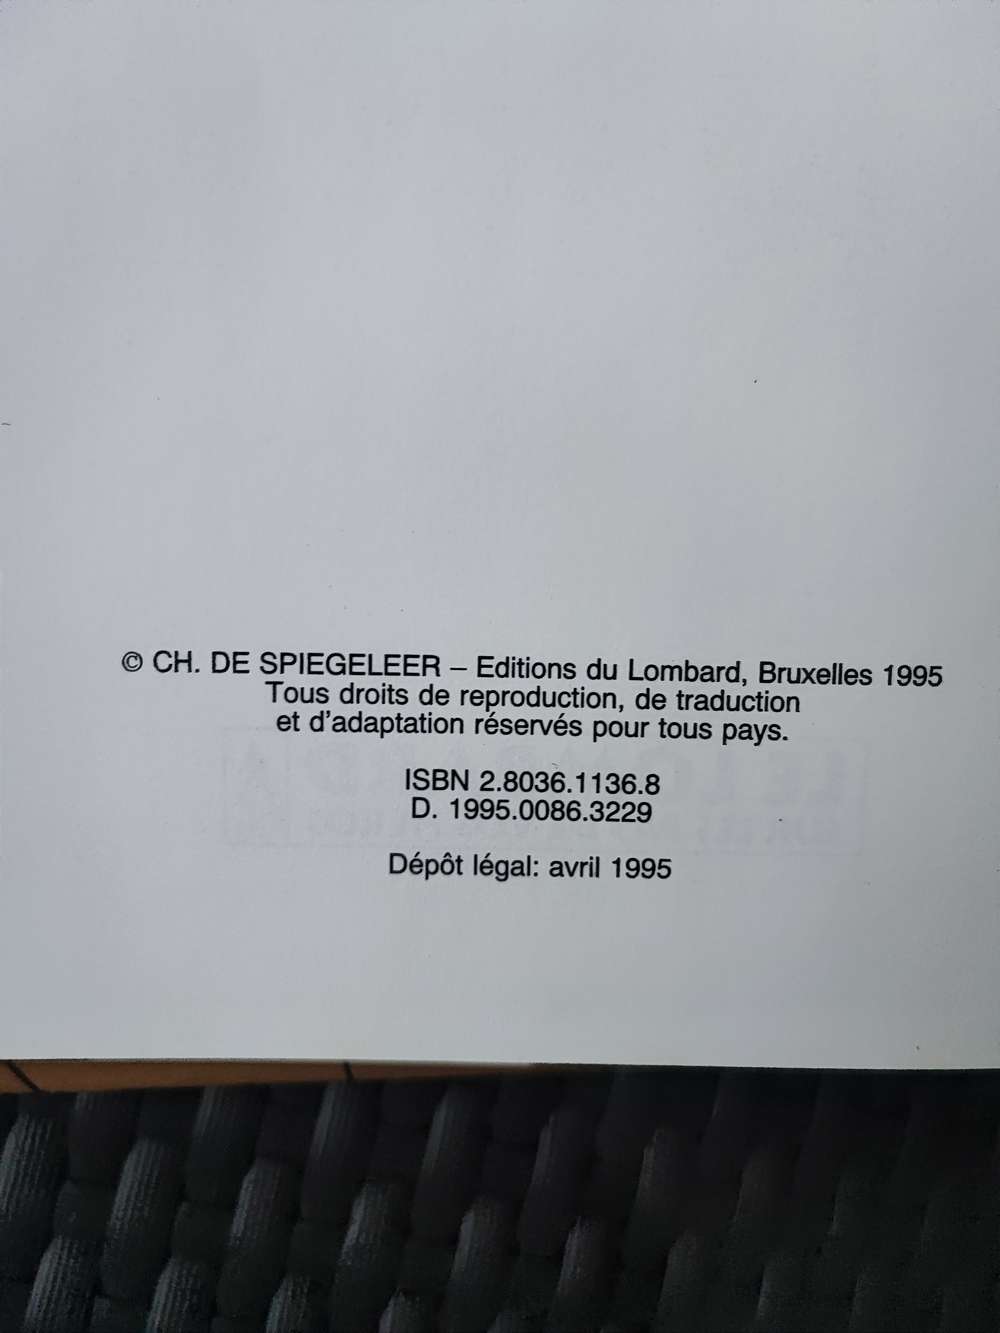 © CH. DE SPIEGELEER – Editions du Lombard, Bruxelles 1995
Tous droits de reproduction, de traduction
et d'adaptation réservés pour tous pays.
ISBN 2.8036.1136.8
D. 1995.0086.3229
Dépôt légal: avril 1995